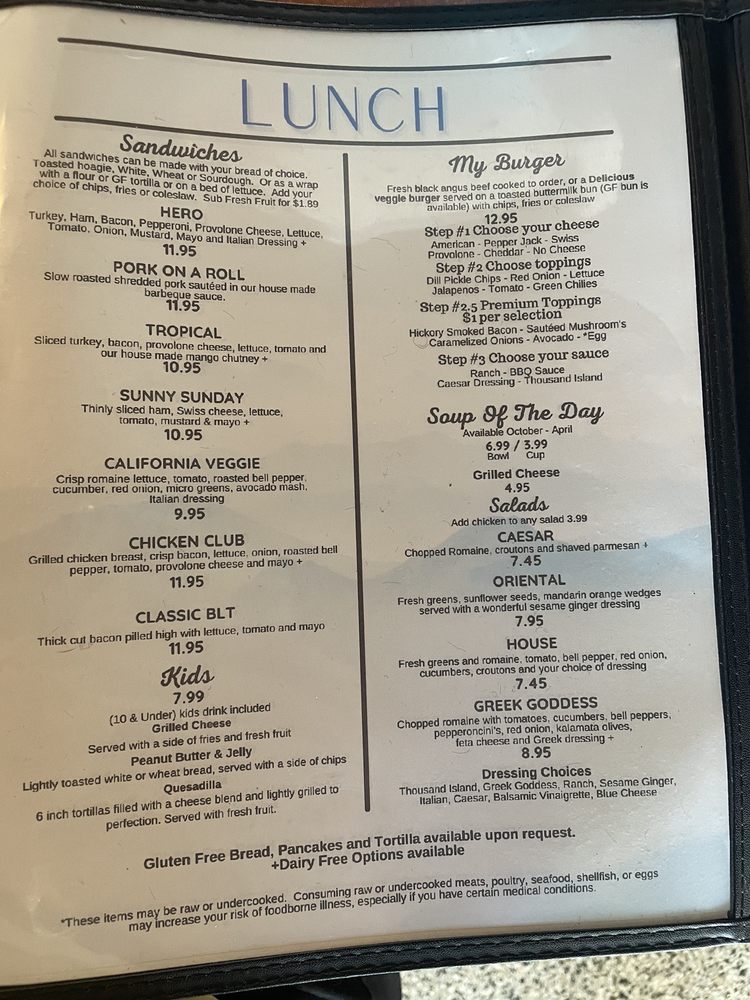 LUNCH
Sandwiches
All sandwiches can be made with your bread of choice.
Toasted hoagie, White, Wheat or Sourdough. Or as a wrap
with a flour or GF tortilla or on a bed of lettuce. Add your
choice of chips, fries or coleslaw. Sub Fresh Fruit for $1.89
HERO
Turkey, Ham, Bacon, Pepperoni, Provolone Cheese, Lettuce,
Tomato, Onion, Mustard, Mayo and Italian Dressing +
11.95
PORK ON A ROLL
Slow roasted shredded pork sautéed in our house made
barbeque sauce.
11.95
TROPICAL
Sliced turkey, bacon, provolone cheese, lettuce, tomato and
our house made mango chutney +
10.95
SUNNY SUNDAY
Thinly sliced ham, Swiss cheese, lettuce,
tomato, mustard & mayo +
10.95
CALIFORNIA VEGGIE
Crisp romaine lettuce, tomato, roasted bell pepper,
cucumber, red onion, micro greens, avocado mash,
Italian dressing
9.95
CHICKEN CLUB
Grilled chicken breast, crisp bacon, lettuce, onion, roasted bell
pepper, tomato, provolone cheese and mayo +
11.95
CLASSIC BLT
Thick cut bacon pilled high with lettuce, tomato and mayo
11.95
Kids
7.99
(10 & Under) kids drink included
Grilled Cheese
Served with a side of fries and fresh fruit
Peanut Butter & Jelly
Lightly toasted white or wheat bread, served with a side of chips
Quesadilla
6 inch tortillas filled with a cheese blend and lightly grilled to
perfection. Served with fresh fruit.
My Burger
Fresh black angus beef cooked to order, or a Delicious
veggie burger served on a toasted buttermilk bun (GF bun is
available) with chips, fries or coleslaw
12.95
Step #1 Choose your cheese
American - Pepper Jack - Swiss
Provolone - Cheddar - No Cheese
Step #2 Choose toppings
Dill Pickle Chips - Red Onion - Lettuce
Jalapenos - Tomato - Green Chilies
Step #2.5 Premium Toppings
$1 per selection
Hickory Smoked Bacon - Sautéed Mushroom's
Caramelized Onions - Avocado - *Egg
Step #3 Choose your sauce
Ranch - BBQ Sauce
Caesar Dressing - Thousand Island
Soup Of The Day
Available October - April
6.99 / 3.99
Bowl Cup
Grilled Cheese
4.95
Salads
Add chicken to any salad 3.99
CAESAR
Chopped Romaine, croutons and shaved parmesan +
7.45
ORIENTAL
Fresh greens, sunflower seeds, mandarin orange wedges
served with a wonderful sesame ginger dressing
7.95
HOUSE
Fresh greens and romaine, tomato, bell pepper, red onion,
cucumbers, croutons and your choice of dressing
7.45
GREEK GODDESS
Chopped romaine with tomatoes, cucumbers, bell peppers,
pepperoncini's, red onion, kalamata olives,
feta cheese and Greek dressing +
8.95
Dressing Choices
Thousand Island, Greek Goddess, Ranch, Sesame Ginger,
Italian, Caesar, Balsamic Vinaigrette, Blue Cheese
Gluten Free Bread, Pancakes and Tortilla available upon request.
+Dairy Free Options available
*These items may be raw or undercooked. Consuming raw or undercooked meats, poultry, seafood, shellfish, or eggs
may increase your risk of foodborne illness, especially if you have certain medical conditions.